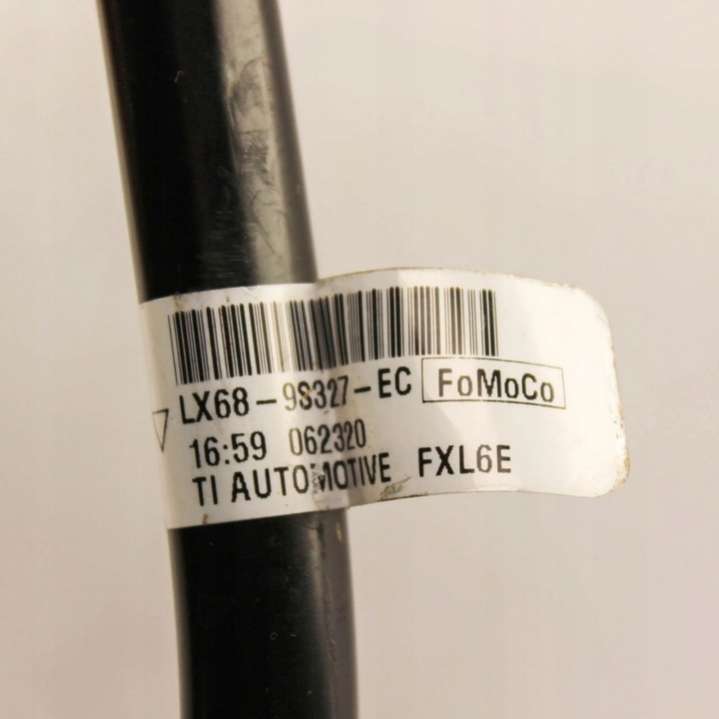 LX68-9S327-EC FoMoCo
16:59 062320
TI AUTOMOTIVE FXL6E